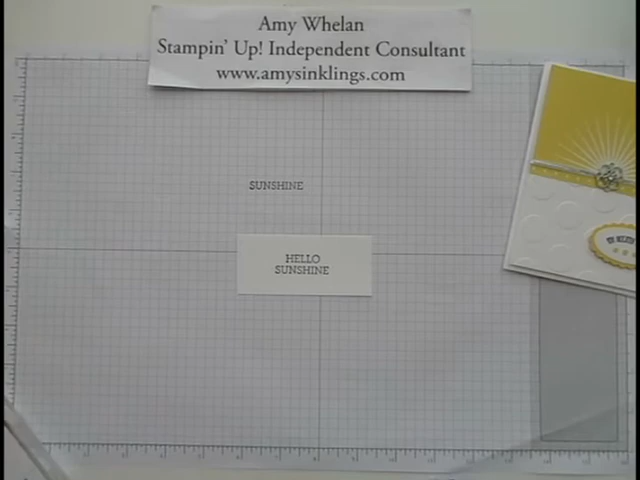 Amy Whelan
Stampin' Up! Independent Consultant
www.amysinklings.com
SUNSHINE
HELLO
SUNSHINE